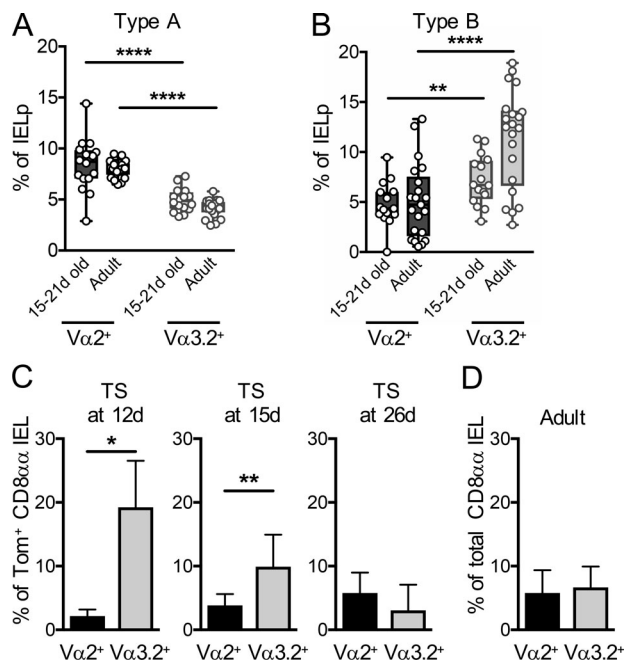 A
Type A
****
****
% of IELp
20
15
10
5
0
15-21d old
Adult
15-21d old
Adult
Vα2+
Vα3.2+
B
Type B
****
**
% of IELp
20
15
10
5
0
15-21d old
Adult
15-21d old
Adult
Vα2+
Vα3.2+
C
TS
at 12d
TS
at 15d
TS
at 26d
% of Tom+ CD8αα IEL
30
20
10
0
*
Vα2+ Vα3.2+
30
20
10
0
**
Vα2+ Vα3.2+
30
20
10
0
Vα2+ Vα3.2+
D
Adult
% of total CD8αα IEL
30
20
10
0
Vα2+ Vα3.2+